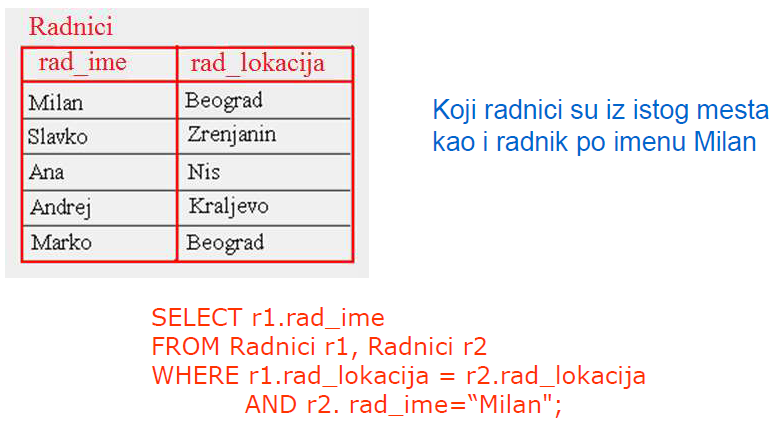 Radnici
rad_ime rad_lokacija
Milan Beograd
Slavko Zrenjanin
Ana Nis
Andrej Kraljevo
Marko Beograd
Koji radnici su iz istog mesta
kao i radnik po imenu Milan
SELECT r1.rad_ime
FROM Radnici r1, Radnici r2
WHERE r1.rad_lokacija = r2.rad_lokacija
AND r2. rad_ime=“Milan";